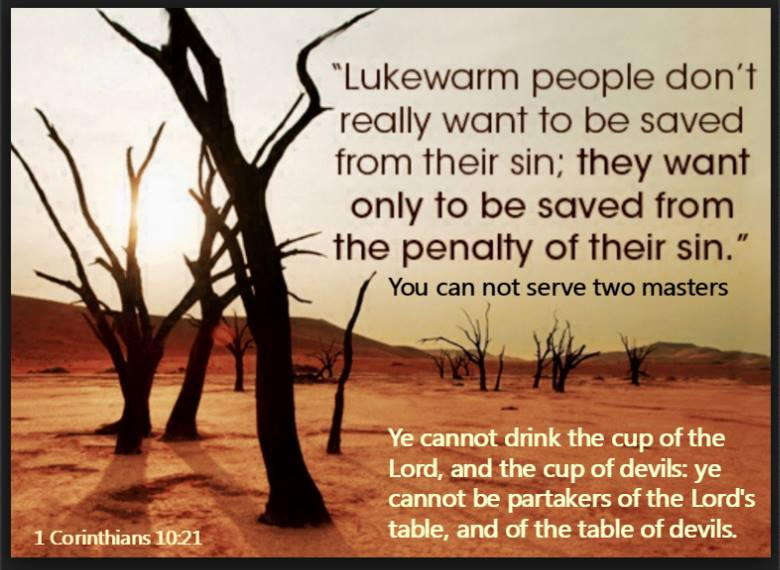 “Lukewarm people don’t
really want to be saved
from their sin; they want
only to be saved from
the penalty of their sin.”
You can not serve two masters
Ye cannot drink the cup of the
Lord, and the cup of devils: ye
cannot be partakers of the Lord's
table, and of the table of devils.
1 Corinthians 10:21